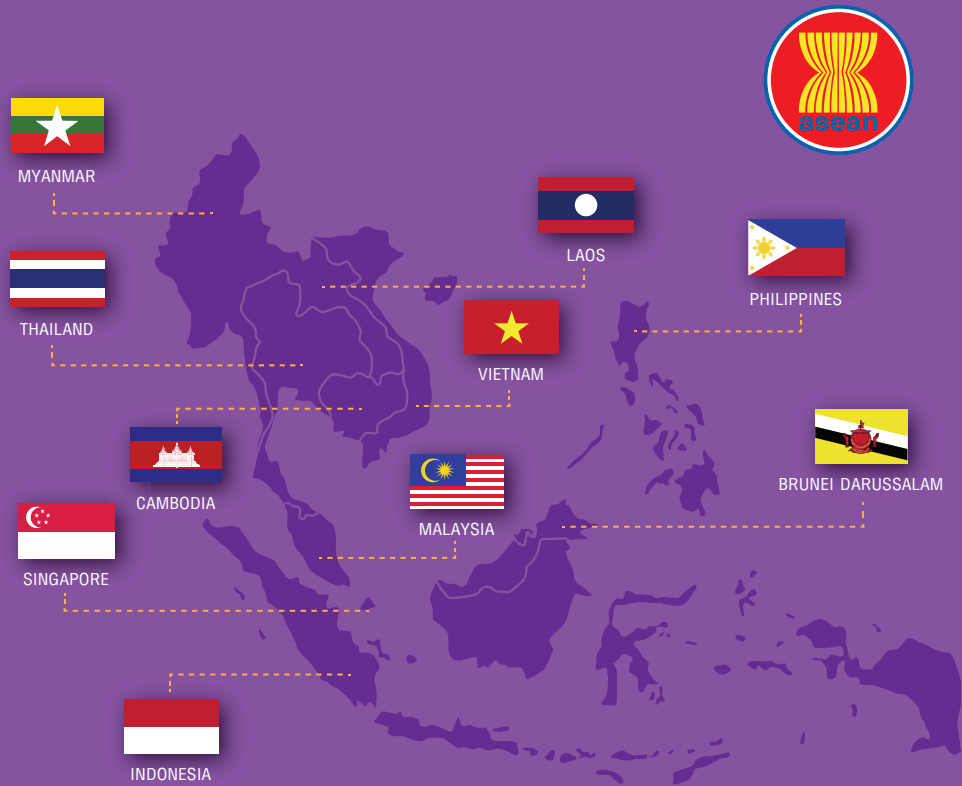 asean
MYANMAR
LAOS
PHILIPPINES
THAILAND
VIETNAM
BRUNEI DARUSSALAM
CAMBODIA
MALAYSIA
SINGAPORE
INDONESIA